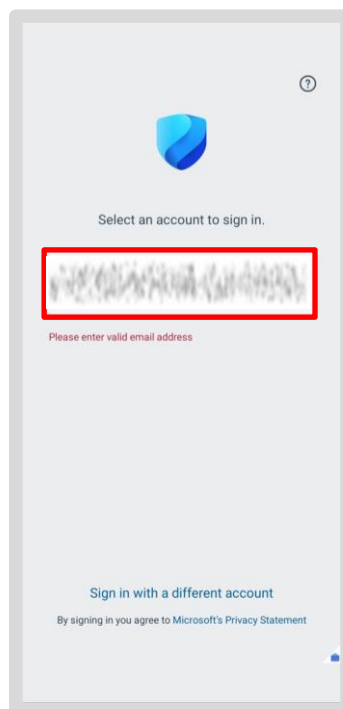 Select an account to sign in.
Please enter valid email address
Sign in with a different account
By signing in you agree to Microsoft's Privacy Statement